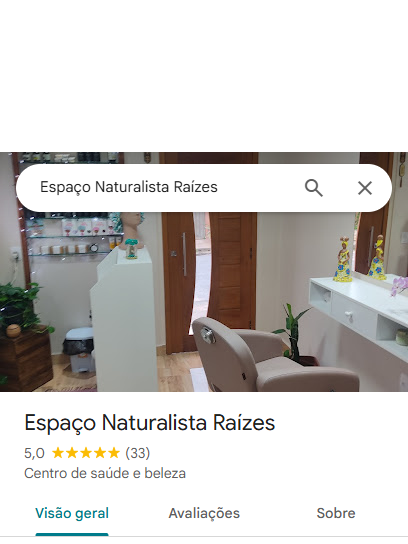 Espaço Naturalista Raízes
Espaço Naturalista Raízes
5,0 ★★★★★ (33)
Centro de saúde e beleza
Visão geral Avaliações Sobre